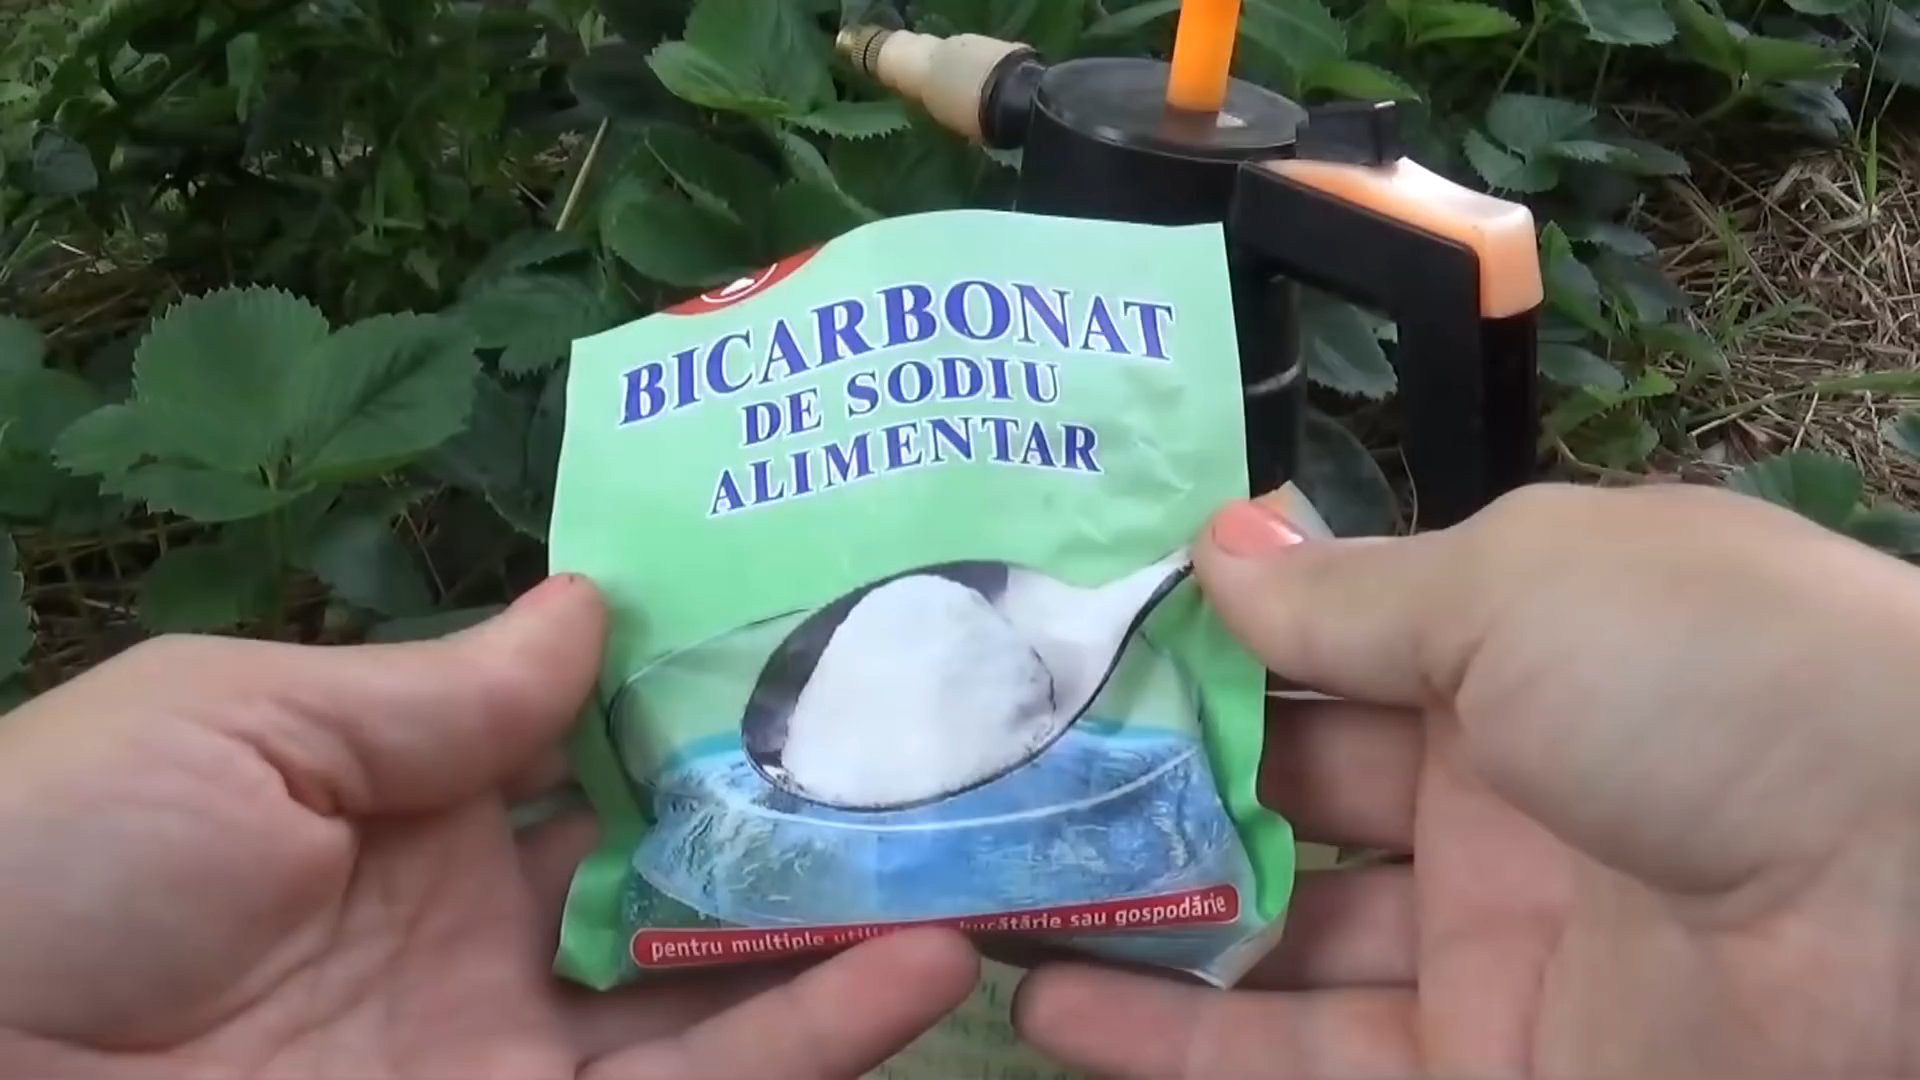 BICARBONAT
DE SODIU
ALIMENTAR
pentru multiple bucătărie sau gospodărie